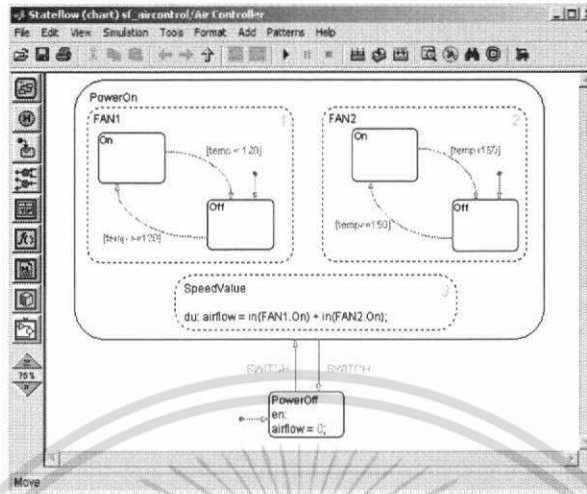 Stateflow (chart) sf_aircontrol/Air Controller
File Edit View Simulation Tools Format Add Patterns Help
PowerOn
FAN1
1
On
[temp < 120]
Off
[temp >=120]
FAN2
2
On
[temp<150]
Off
[temp>=150]
SpeedValue
3
du: airflow = in(FAN1.On) + in(FAN2.On);
SWITCH
SWITCH
PowerOff
en:
airflow = 0;
75%
Move